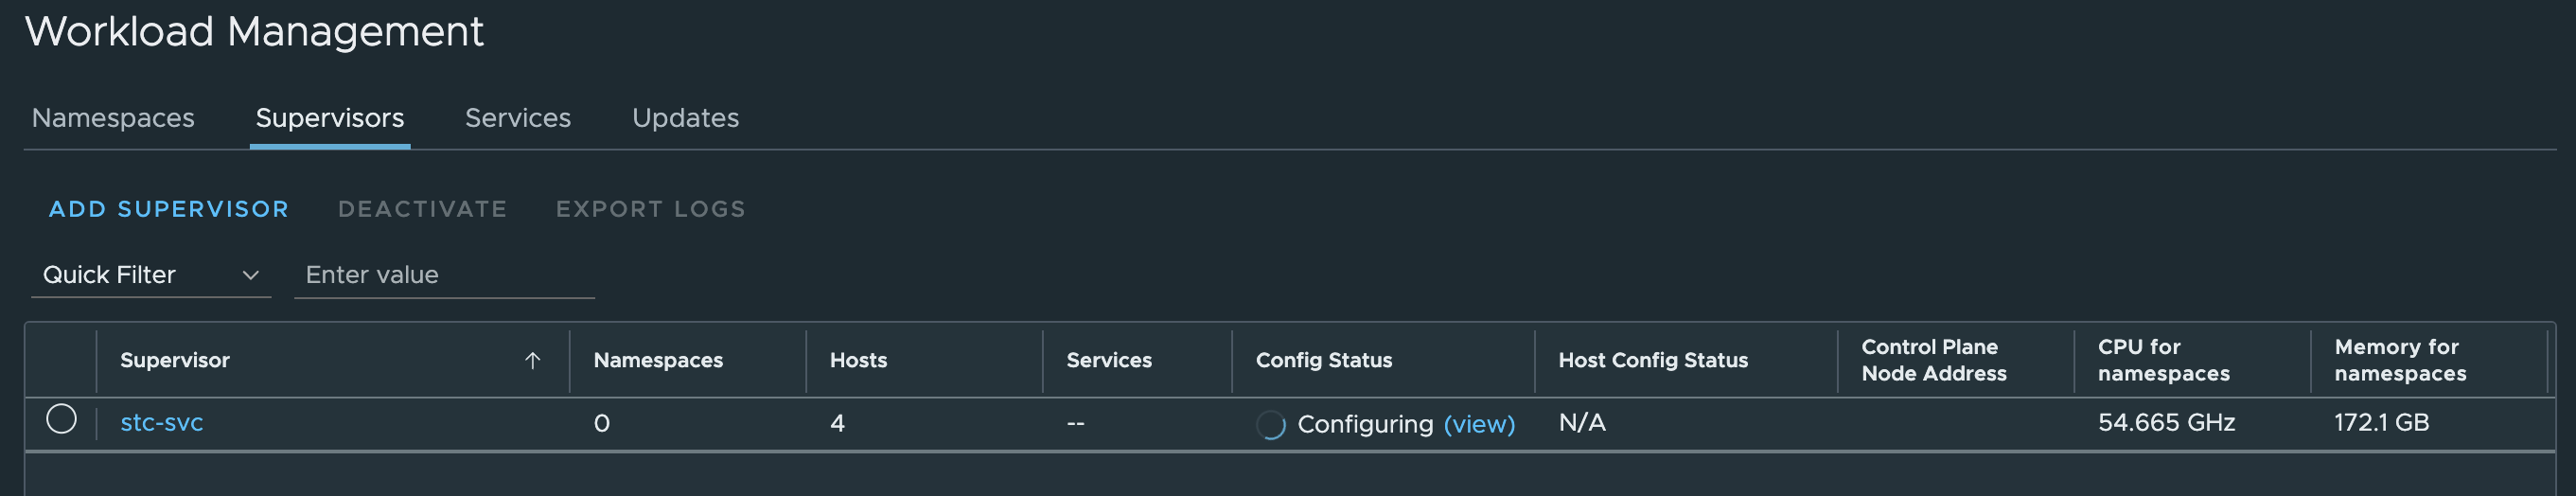 Workload Management
Namespaces Supervisors Services Updates
ADD SUPERVISOR DEACTIVATE EXPORT LOGS
Quick Filter Enter value
Supervisor Namespaces Hosts Services Config Status Host Config Status Control Plane Node Address CPU for namespaces Memory for namespaces
stc-svc 0 4 -- Configuring (view) N/A 54.665 GHz 172.1 GB